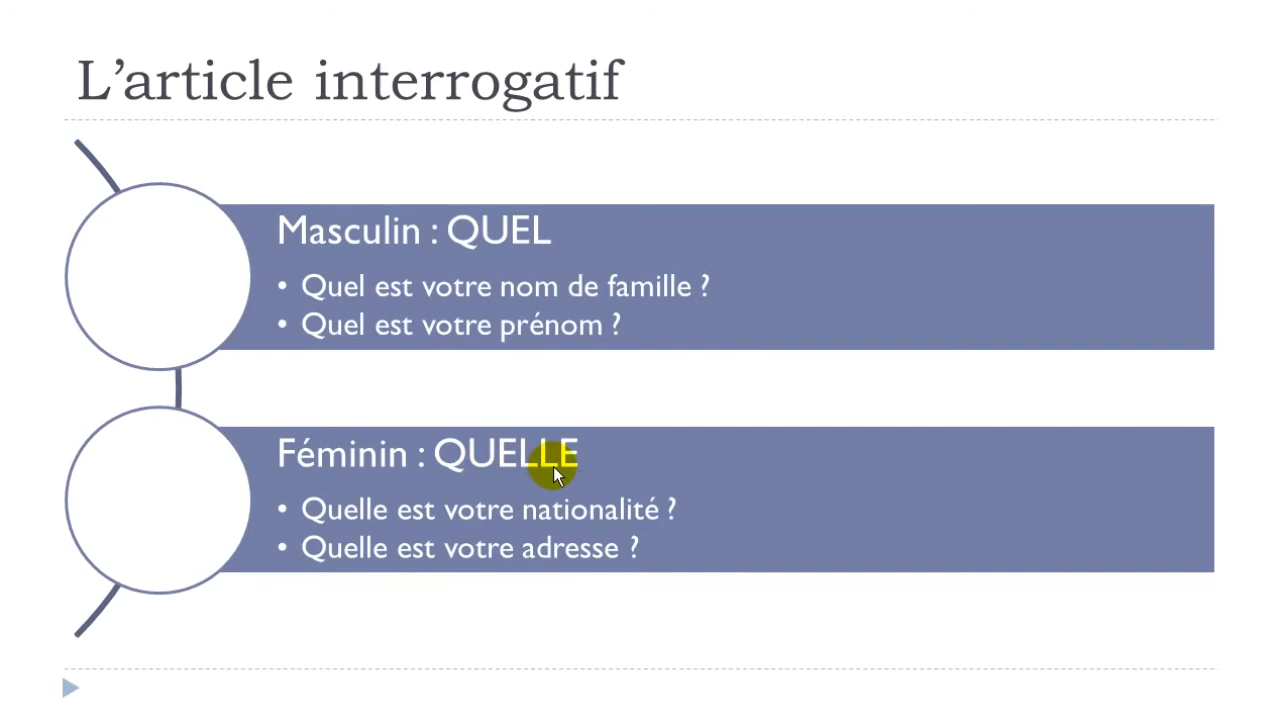 L’article interrogatif
Masculin : QUEL
• Quel est votre nom de famille ?
• Quel est votre prénom ?
Féminin : QUELLE
• Quelle est votre nationalité ?
• Quelle est votre adresse ?